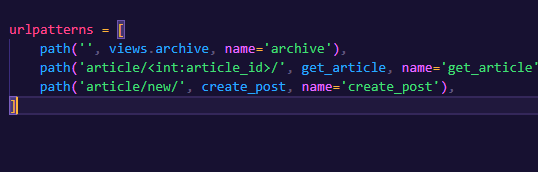 urlpatterns = [
path('', views.archive, name='archive'),
path('article/<int:article_id>/', get_article, name='get_article'
path('article/new/', create_post, name='create_post'),
]